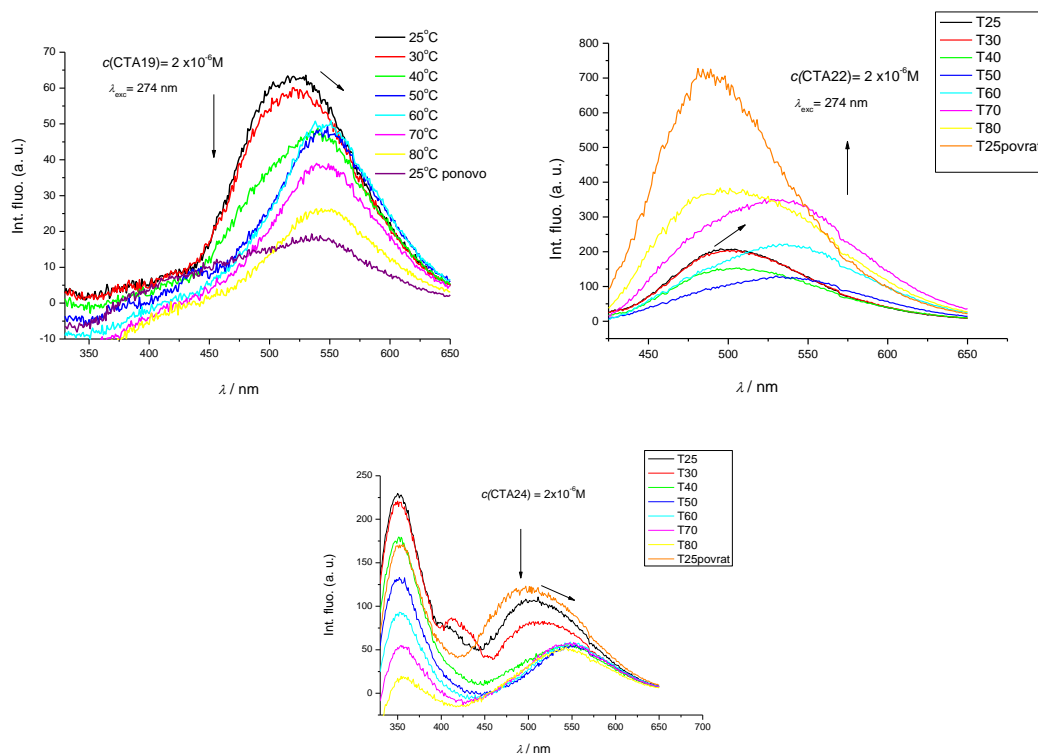 25°C
30°C
40°C
50°C
60°C
70°C
80°C
25°C ponovo
c(CTA19)= 2 x10⁻⁶M
λexc= 274 nm
Int. fluo. (a. u.)
70
60
50
40
30
20
10
0
-10
350 400 450 500 550 600 650
λ / nm
T25
T30
T40
T50
T60
T70
T80
T25povrat
c(CTA22) = 2 x10⁻⁶M
λexc= 274 nm
Int. fluo. (a. u.)
800
700
600
500
400
300
200
100
0
450 500 550 600 650
λ / nm
T25
T30
T40
T50
T60
T70
T80
T25povrat
c(CTA24) = 2x10⁻⁶M
Int. fluo. (a. u.)
250
200
150
100
50
0
350 400 450 500 550 600 650 700
λ / nm